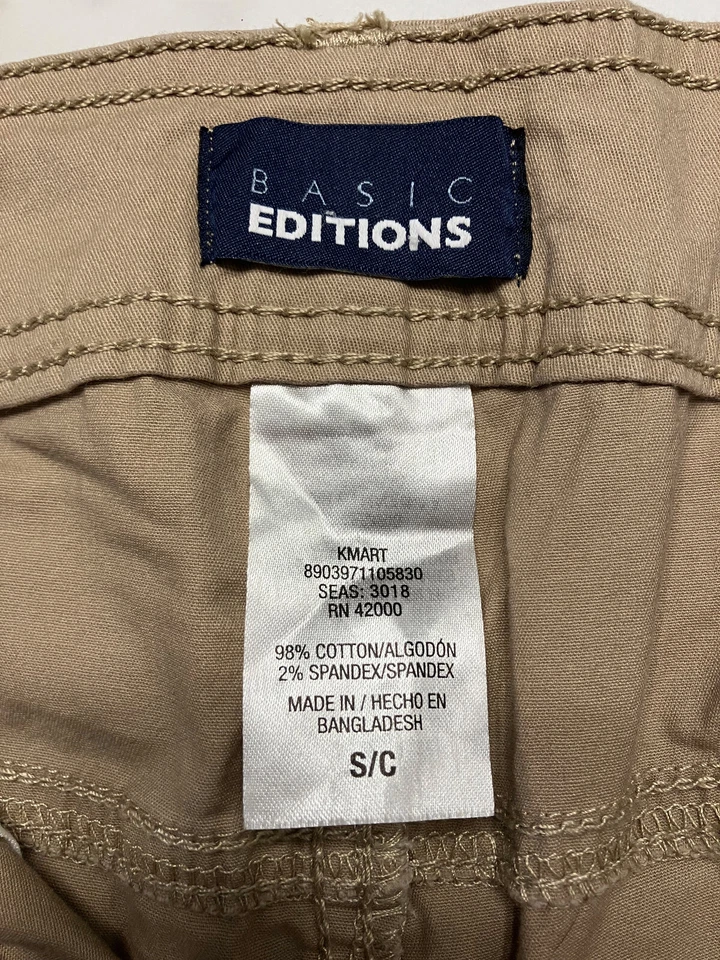 BASIC
EDITIONS
KMART
8903971105830
SEAS: 3018
RN 42000
98% COTTON/ALGODÓN
2% SPANDEX/SPANDEX
MADE IN / HECHO EN
BANGLADESH
S/C